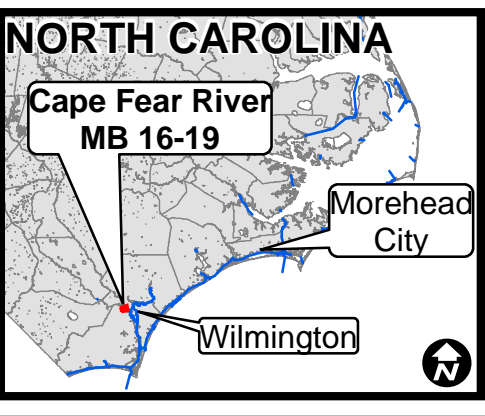 NORTH CAROLINA
Cape Fear River
MB 16-19
Morehead
City
Wilmington
N